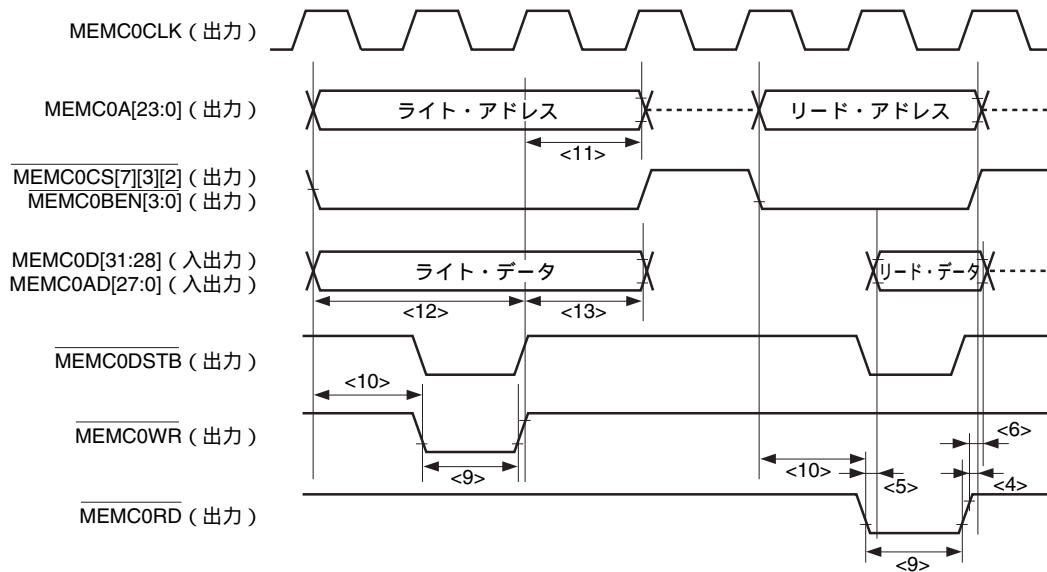 MEMC0CLK（出力）
MEMC0A[23:0]（出力）
ライト・アドレス
リード・アドレス
<11>
MEMC0CS[7][3][2]（出力）
MEMC0BEN[3:0]（出力）
MEMC0D[31:28]（入出力）
MEMC0AD[27:0]（入出力）
ライト・データ
リード・データ
<12>
<13>
MEMC0DSTB（出力）
<10>
MEMC0WR（出力）
<6>
<9>
<10>
<5>
<4>
MEMC0RD（出力）
<9>